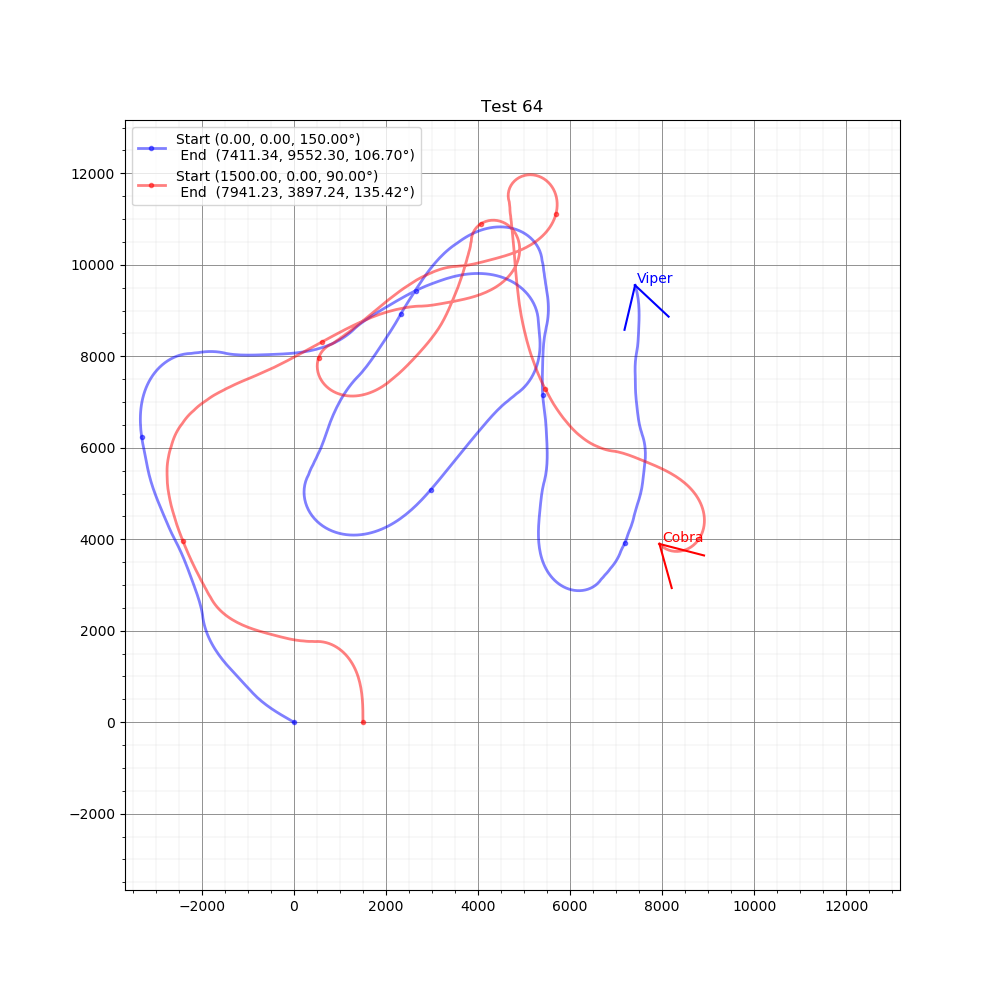 Test 64
Start (0.00, 0.00, 150.00°)
End (7411.34, 9552.30, 106.70°)
Start (1500.00, 0.00, 90.00°)
End (7941.23, 3897.24, 135.42°)
12000
10000
8000
6000
4000
2000
0
−2000
Viper
Cobra
−2000 0 2000 4000 6000 8000 10000 12000